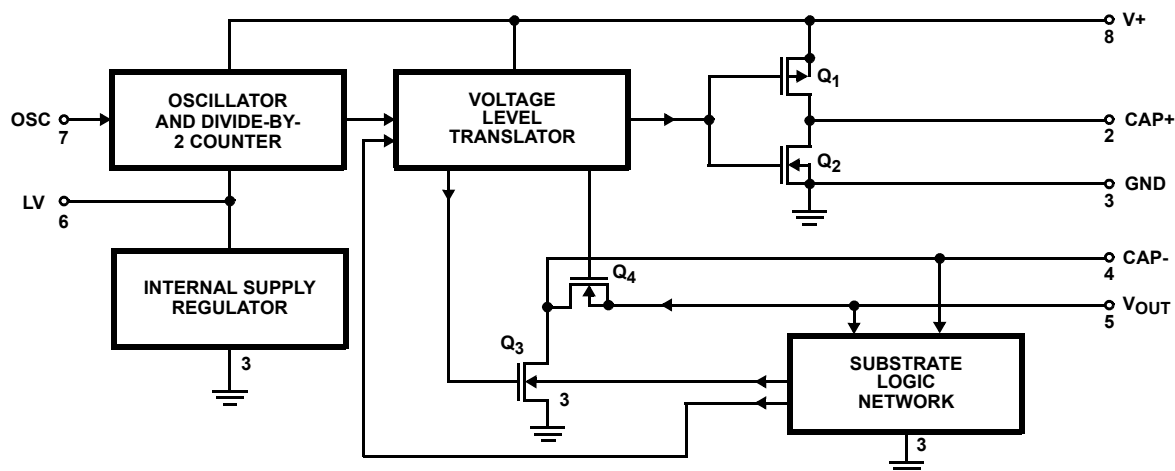 V+
8
OSCILLATOR
AND DIVIDE-BY-
2 COUNTER
VOLTAGE
LEVEL
TRANSLATOR
Q1
OSC
7
CAP+
2
Q2
GND
3
LV
6
CAP-
4
Q4
INTERNAL SUPPLY
REGULATOR
VOUT
5
Q3
3
3
SUBSTRATE
LOGIC
NETWORK
3